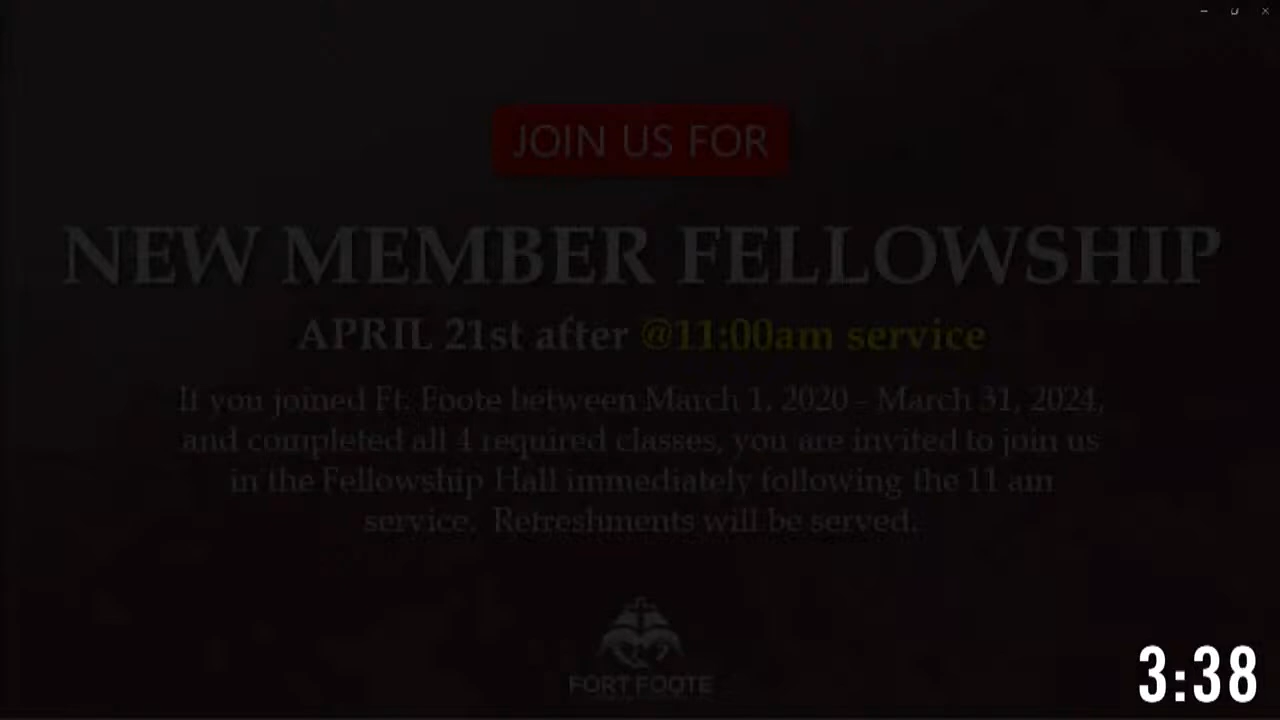 JOIN US FOR
NEW MEMBER FELLOWSHIP
APRIL 21st after @11:00am service
If you joined Ft. Foote between March 1, 2020 - March 31, 2024,
and completed all 4 required classes, you are invited to join us
in the Fellowship Hall immediately following the 11 am
service. Refreshments will be served.
FORT FOOTE
3:38